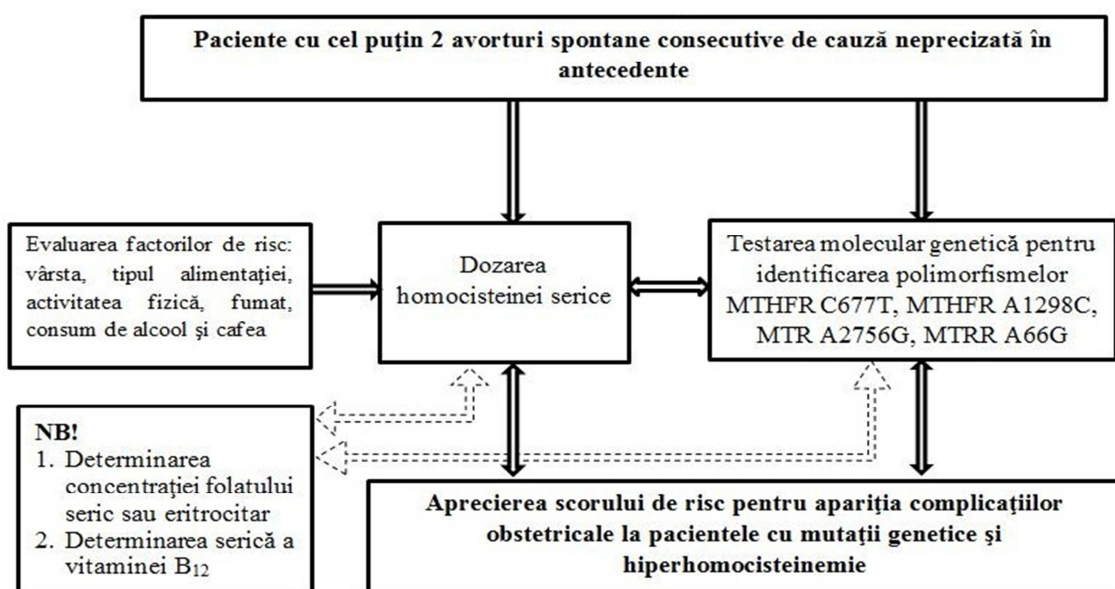 Paciente cu cel puţin 2 avorturi spontane consecutive de cauză neprecizată în
antecedente
Evaluarea factorilor de risc:
vârsta, tipul alimentaţiei,
activitatea fizică, fumat,
consum de alcool şi cafea
Dozarea
homocisteinei serice
Testarea molecular genetică pentru
identificarea polimorfismelor
MTHFR C677T, MTHFR A1298C,
MTR A2756G, MTRR A66G
NB!
1. Determinarea
concentraţiei folatului
seric sau eritrocitar
2. Determinarea serică a
vitaminei B₁₂
Aprecierea scorului de risc pentru apariţia complicaţiilor
obstetricale la pacientele cu mutaţii genetice şi
hiperhomocisteinemie